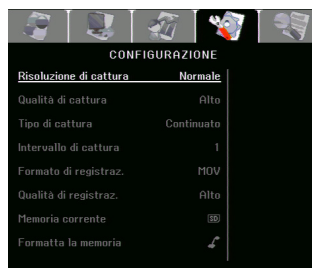 CONFIGURAZIONE
Risoluzione di cattura Normale
Qualità di cattura Alto
Tipo di cattura Continuato
Intervallo di cattura 1
Formato di registraz. MOV
Qualità di registraz. Alto
Memoria corrente SD
Formatta la memoria